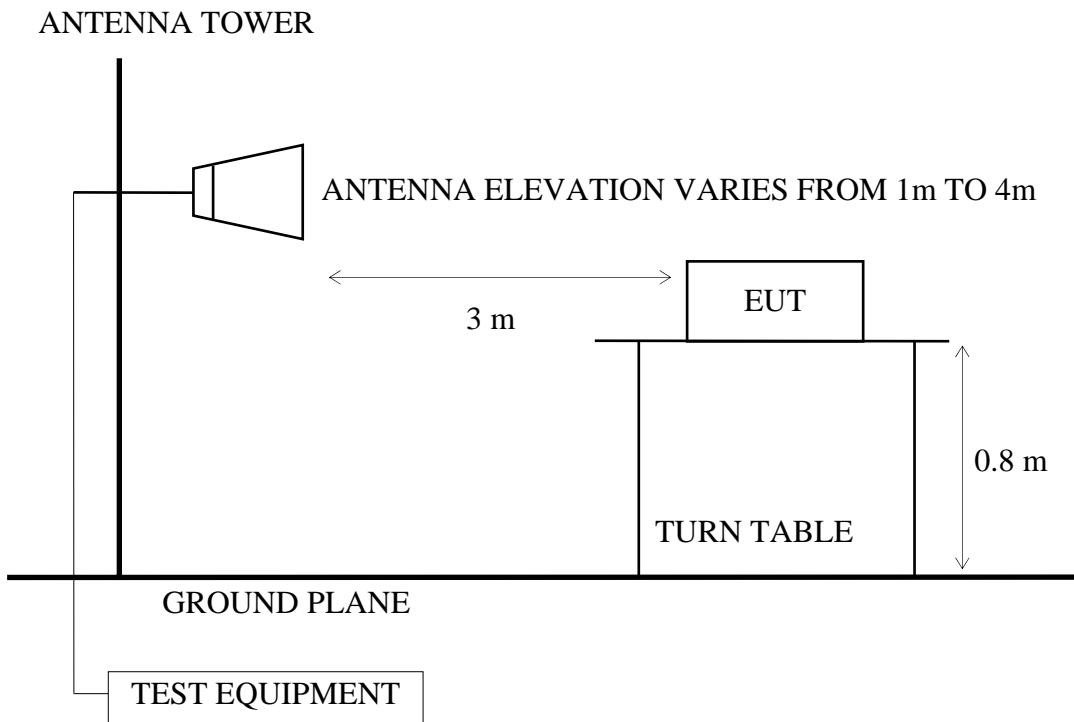 ANTENNA TOWER
ANTENNA ELEVATION VARIES FROM 1m TO 4m
EUT
3 m
0.8 m
TURN TABLE
GROUND PLANE
TEST EQUIPMENT